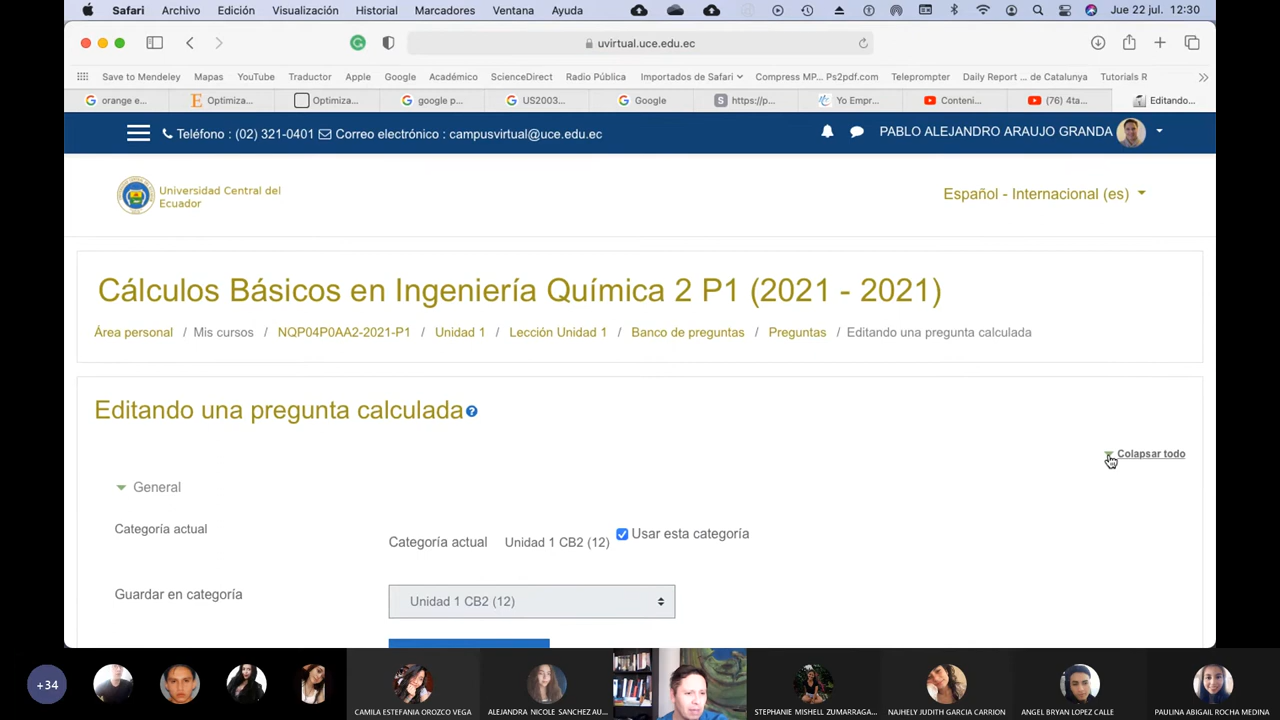 Safari Archivo Edición Visualización Historial Marcadores Ventana Ayuda Jue 22 jul. 12:30
uvirtual.uce.edu.ec
Save to Mendeley Mapas YouTube Traductor Apple Google Académico ScienceDirect Radio Pública Importados de Safari Compress MP... Ps2pdf.com Teleprompter Daily Report ... de Catalunya Tutorials R
orange e... Optimiza... Optimiza... google p... US2003... Google https://p... Yo Empr... Conteni... (76) 4ta... Editando...
Teléfono : (02) 321-0401 Correo electrónico : campusvirtual@uce.edu.ec PABLO ALEJANDRO ARAUJO GRANDA
Universidad Central del
Ecuador
Español - Internacional (es)
Cálculos Básicos en Ingeniería Química 2 P1 (2021 - 2021)
Área personal / Mis cursos / NQP04P0AA2-2021-P1 / Unidad 1 / Lección Unidad 1 / Banco de preguntas / Preguntas / Editando una pregunta calculada
Editando una pregunta calculada
Colapsar todo
General
Categoría actual
Categoría actual Unidad 1 CB2 (12) Usar esta categoría
Guardar en categoría
Unidad 1 CB2 (12)
+34
CAMILA ESTEFANIA OROZCO VEGA ALEJANDRA NICOLE SANCHEZ AU... STEPHANIE MISHELL ZUMARRAGA... NAJHELY JUDITH GARCIA CARRION ANGEL BRYAN LOPEZ CALLE PAULINA ABIGAIL ROCHA MEDINA